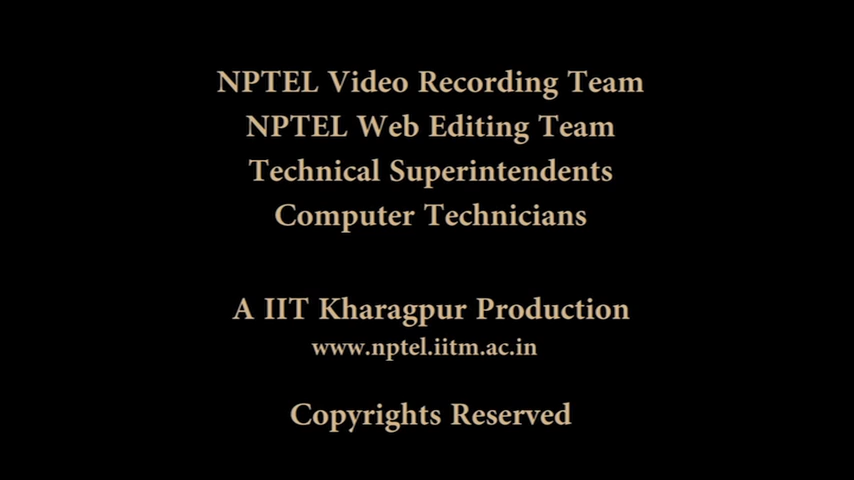 NPTEL Video Recording Team
NPTEL Web Editing Team
Technical Superintendents
Computer Technicians
A IIT Kharagpur Production
www.nptel.iitm.ac.in
Copyrights Reserved